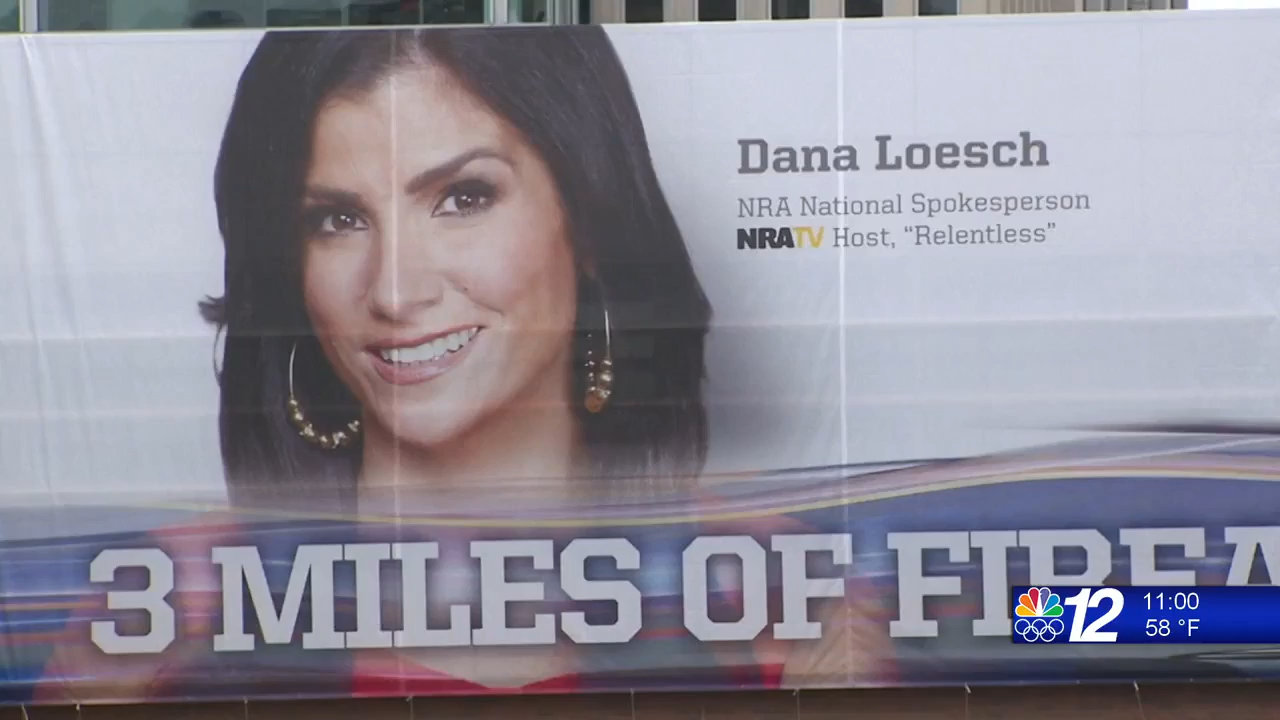 Dana Loesch
NRA National Spokesperson
NRATV Host, “Relentless”
3 MILES OF
12
11:00
58 °F